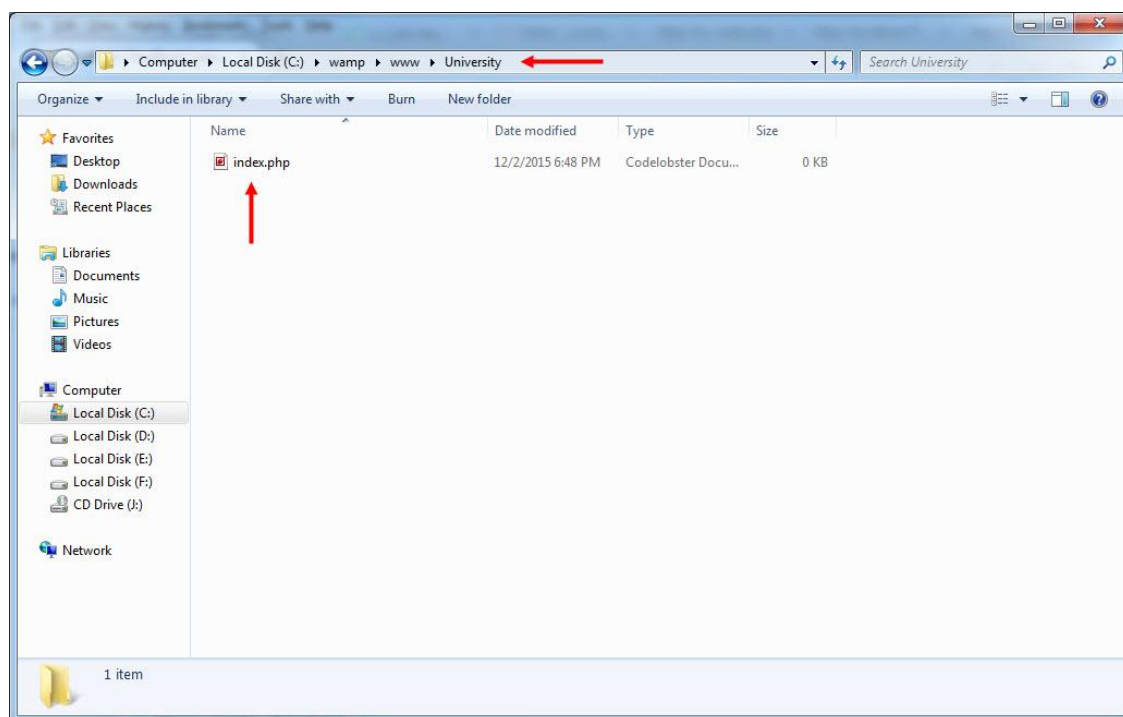 Computer Local Disk (C:) wamp www University Search University
Organize Include in library Share with Burn New folder
Name Date modified Type Size
index.php 12/2/2015 6:48 PM Codelobster Docu... 0 KB
Favorites
Desktop
Downloads
Recent Places
Libraries
Documents
Music
Pictures
Videos
Computer
Local Disk (C:)
Local Disk (D:)
Local Disk (E:)
Local Disk (F:)
CD Drive (J:)
Network
1 item